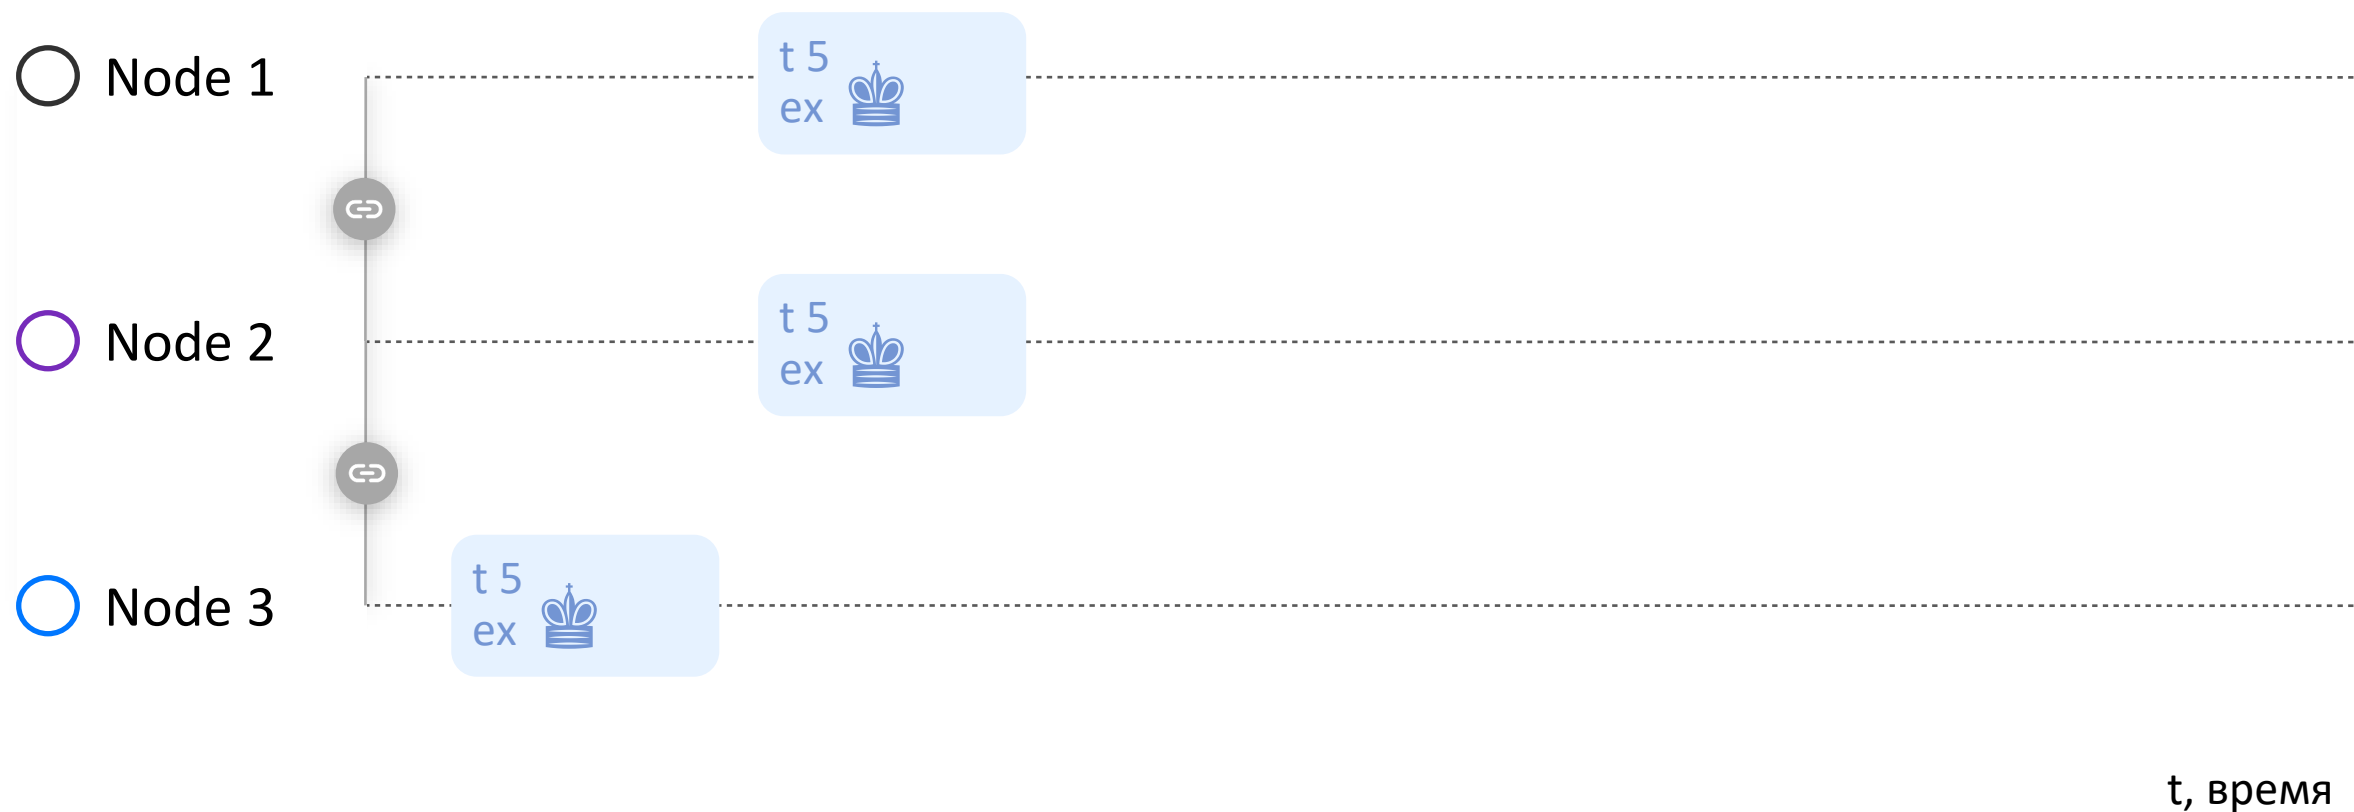 Node 1
t 5
ex
Node 2
t 5
ex
Node 3
t 5
ex
t, время